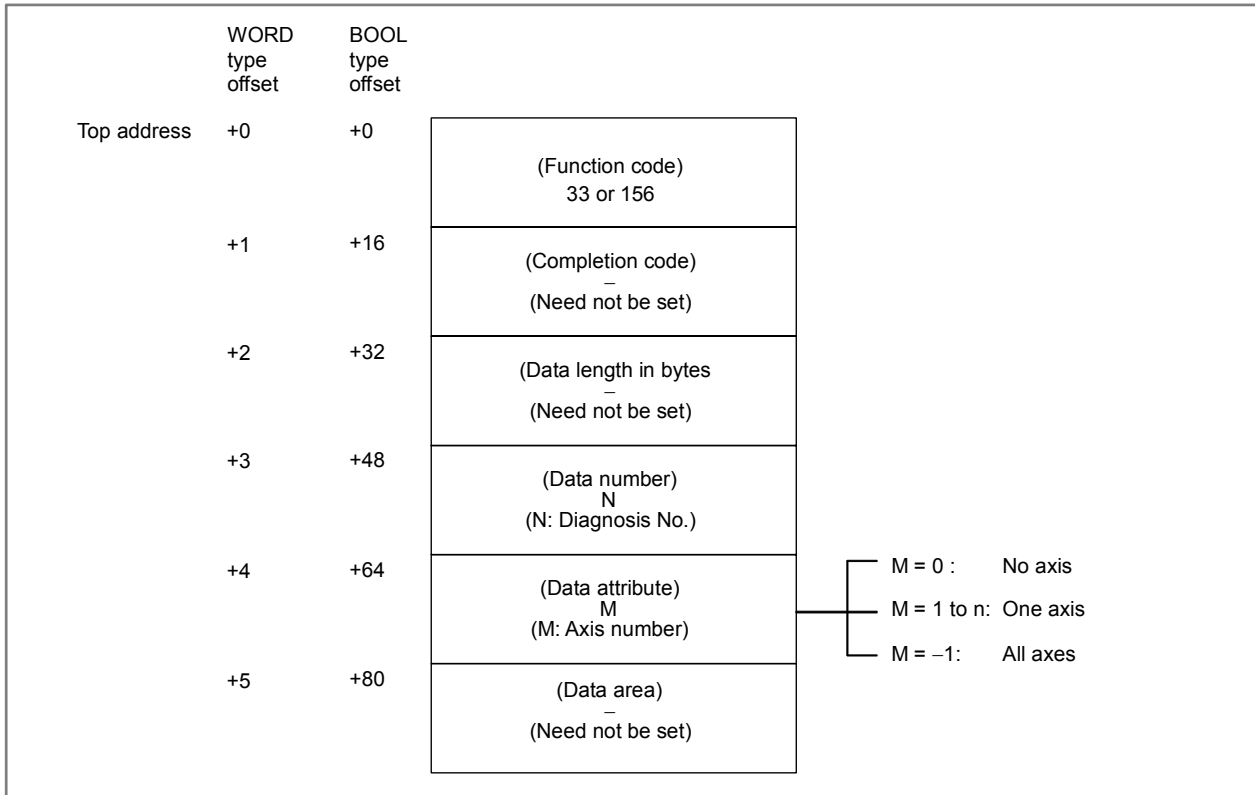 WORD
type
offset
BOOL
type
offset
Top address +0 +0
(Function code)
33 or 156
+1 +16
(Completion code)
–
(Need not be set)
+2 +32
(Data length in bytes
–
(Need not be set)
+3 +48
(Data number)
N
(N: Diagnosis No.)
+4 +64
(Data attribute)
M
(M: Axis number)
M = 0 : No axis
M = 1 to n: One axis
M = –1: All axes
+5 +80
(Data area)
–
(Need not be set)